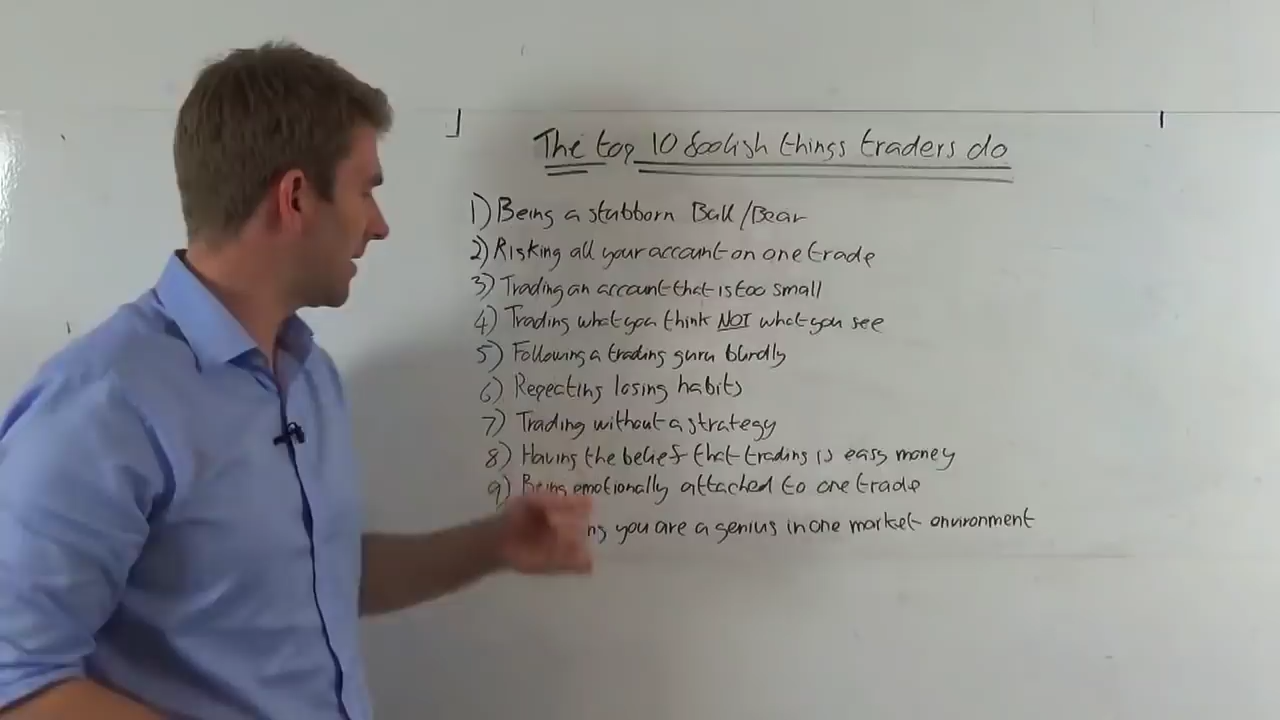 The top 10 foolish things traders do
1) Being a stubborn Bull/Bear
2) Risking all your account on one trade
3) Trading an account that is too small
4) Trading what you think NOT what you see
5) Following a trading guru blindly
6) Repeating losing habits
7) Trading without a strategy
8) Having the belief that trading is easy money
9) Being emotionally attached to one trade
ng you are a genius in one market environment